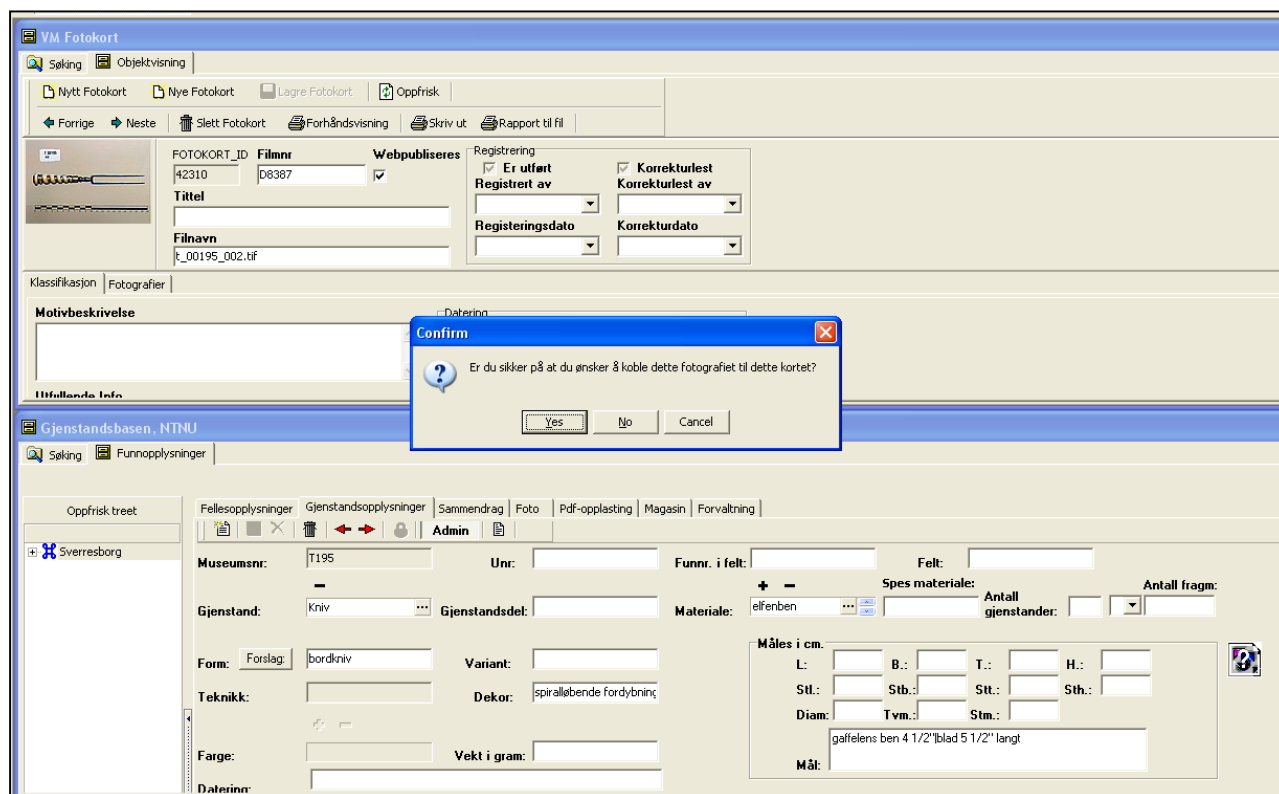 VM Fotokort
Søking Objektvisning
Nytt Fotokort Nye Fotokort Lagre Fotokort Oppfrisk
Forrige Neste Slett Fotokort Forhåndsvisning Skriv ut Rapport til fil
FOTOKORT_ID Filmnr Webpubliseres
42310 D8387
Tittel
Filnavn
t_00195_002.tif
Registrering
Er utført Korrekturlest
Registrert av Korrekturlest av
Registeringsdato Korrekturdato
Klassifikasjon Fotografier
Motivbeskrivelse
Datering
Utfullende Info
Confirm
Er du sikker på at du ønsker å koble dette fotografiet til dette kortet?
Yes No Cancel
Gjenstandsbasen, NTNU
Søking Funnopplysninger
Oppfrisk treet
Sverresborg
Fellesopplysninger Gjenstandsopplysninger Sammendrag Foto Pdf-opplasting Magasin Forvaltning
Admin
Museumsnr: T195 Unr: Funnr. i felt: Felt:
Gjenstand: Kniv Gjenstandsdel: Materiale: elfenben Spes materiale: Antall gjenstander: Antall fragm:
Form: Forslag: bordkniv Variant:
Teknikk: Dekor: spiralløbende fordybning
Farge: Vekt i gram:
Datering:
Måles i cm.
L: B.: T.: H.:
Stl.: Stb.: Stt.: Sth.:
Diam: Tvm.: Stm.:
Mål: gaffelens ben 4 1/2"|blad 5 1/2" langt